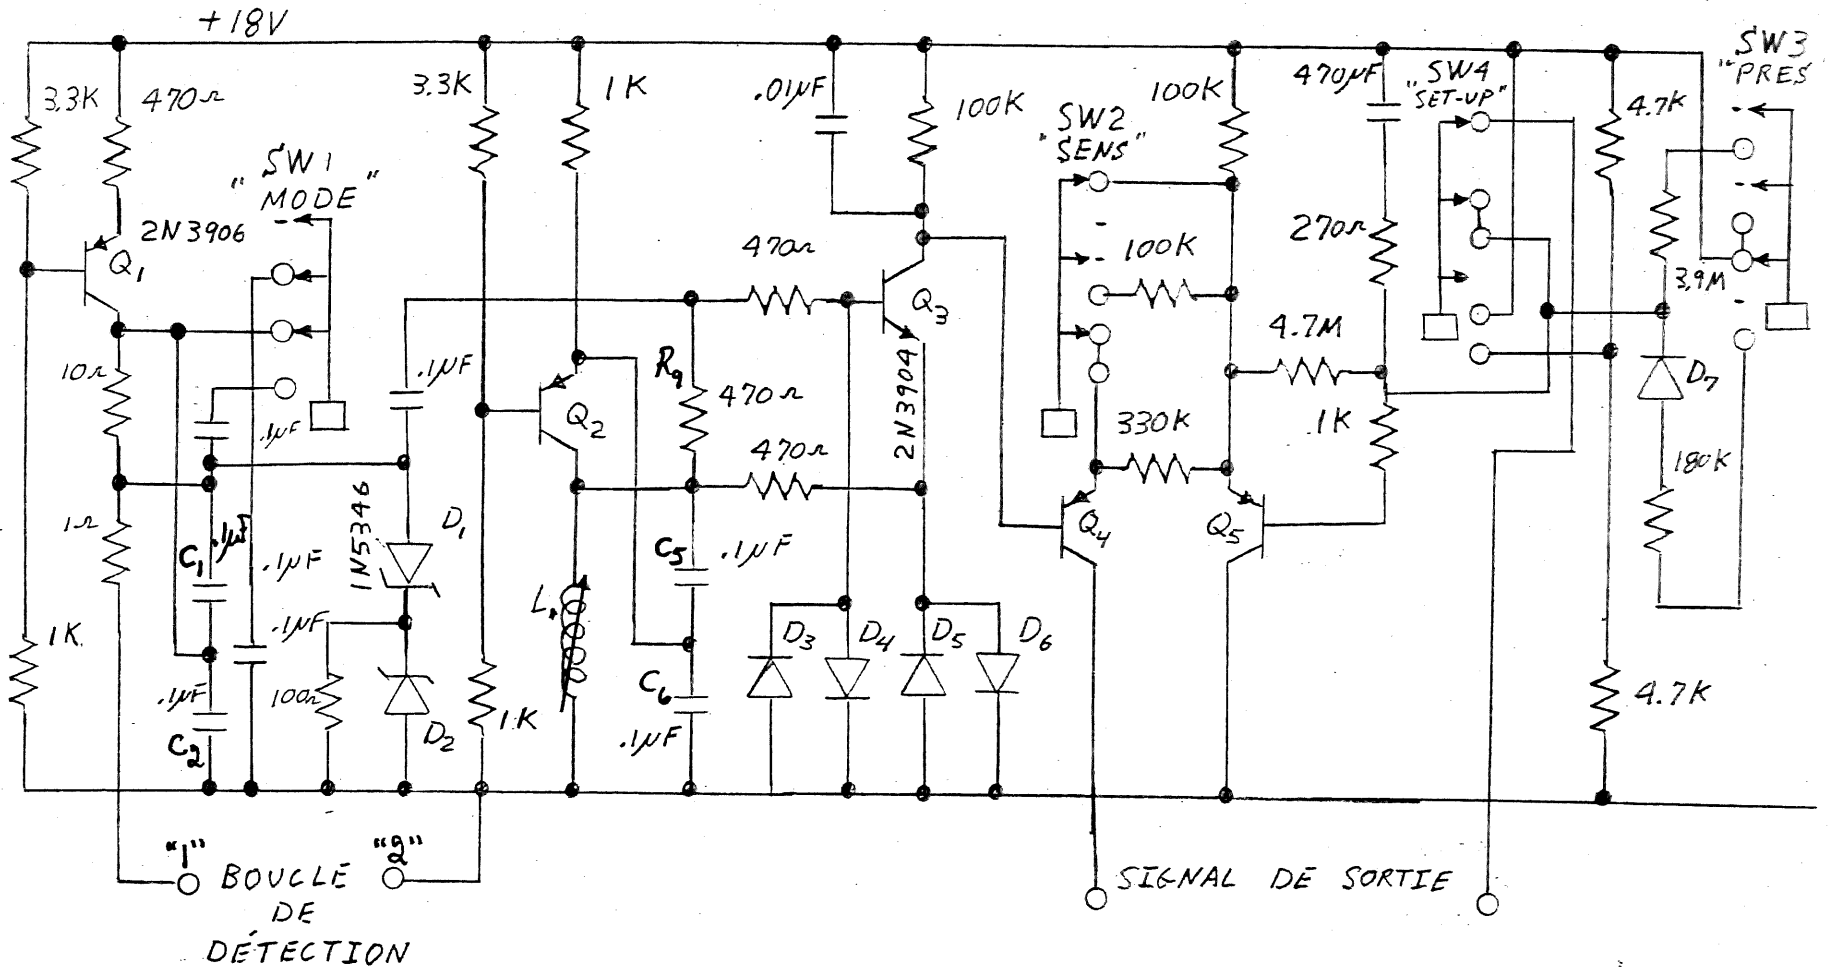 +18V
3.3K
470Ω
"SW1
MODE"
2N3906
Q1
10Ω
.1µF
1Ω
C1
.1µF
.1µF
.1µF
1K
.1µF
C2
100Ω
1N5346
D1
D2
.1µF
3.3K
1K
Q2
L*
1K
R9
470Ω
470Ω
470Ω
C5
.1µF
C6
.1µF
.01µF
100K
Q3
2N3904
D3
D4
D5
D6
SW2
"SENS"
100K
100K
330K
4.7M
Q4
Q5
470µF
270Ω
1K
SW4
"SET-UP"
4.7K
4.7K
SW3
"PRES"
3.9M
D7
180K
"1"
BOUCLE
DE
DÉTECTION
"2"
SIGNAL DE SORTIE